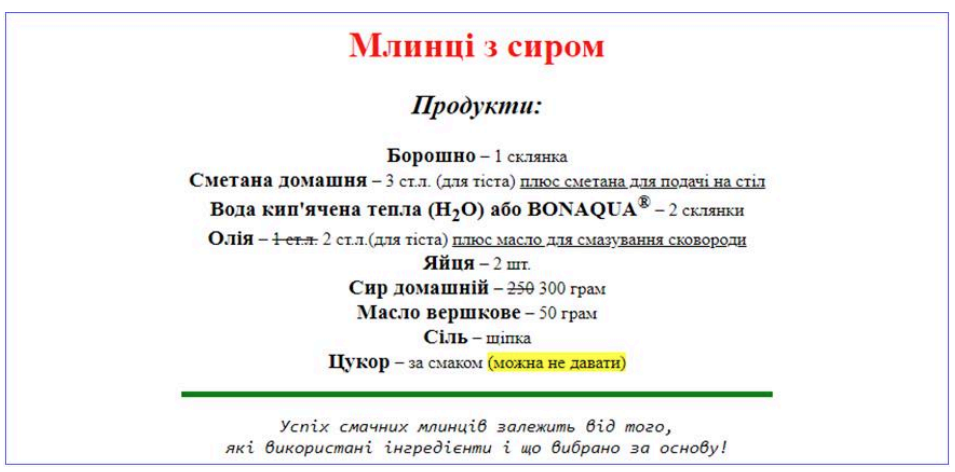 Млинці з сиром
Продукти:
Борошно – 1 склянка
Сметана домашня – 3 ст.л. (для тіста) плюс сметана для подачі на стіл
Вода кип'ячена тепла (H₂O) або BONAQUA® – 2 склянки
Олія – 1 ст.л. 2 ст.л.(для тіста) плюс масло для смазування сковороди
Яйця – 2 шт.
Сир домашній – 250 300 грам
Масло вершкове – 50 грам
Сіль – щіпка
Цукор – за смаком (можна не давати)
Успіх смачних млинців залежить від того,
які використані інгредієнти і що вибрано за основу!